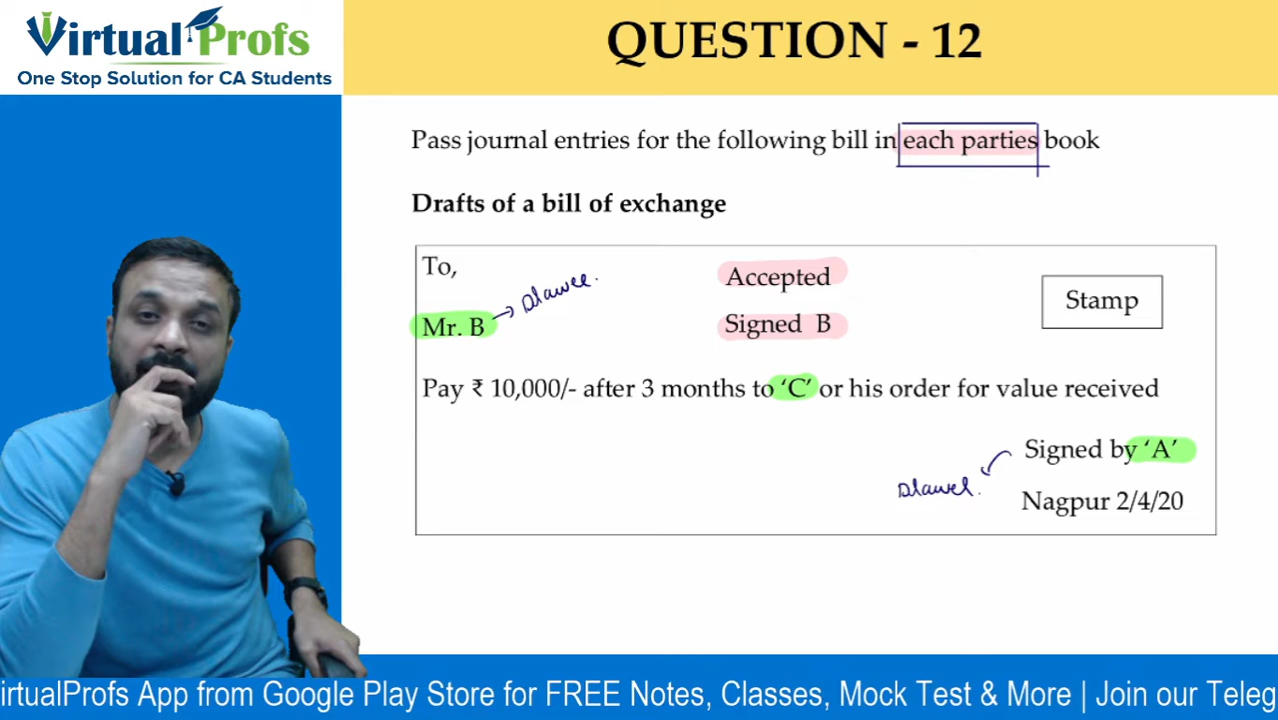 Virtual Profs
One Stop Solution for CA Students
QUESTION - 12
Pass journal entries for the following bill in each parties book
Drafts of a bill of exchange
To,
Accepted
Stamp
Mr. B → Drawee.
Signed B
Pay ₹ 10,000/- after 3 months to ‘C’ or his order for value received
Signed by ‘A’
Drawer.
Nagpur 2/4/20
irtualProfs App from Google Play Store for FREE Notes, Classes, Mock Test & More | Join our Teleg